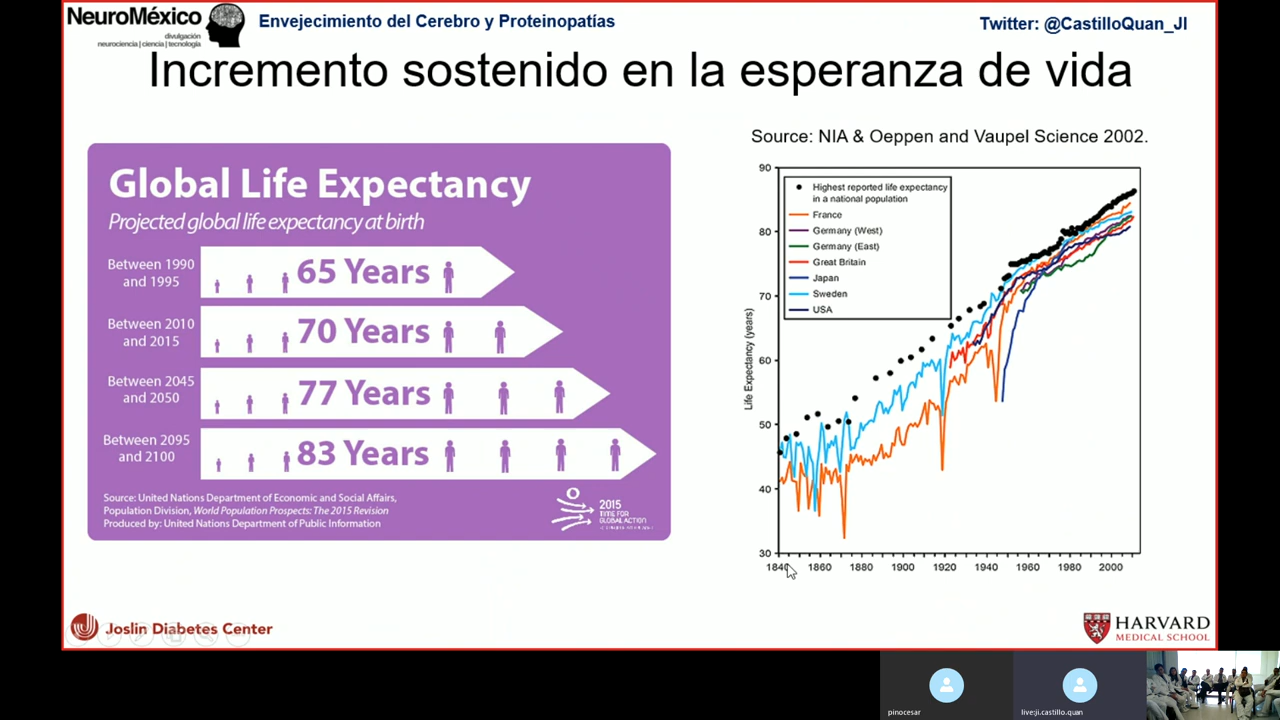 NeuroMéxico
divulgación
neurociencia | ciencia | tecnología
Envejecimiento del Cerebro y Proteinopatías
Twitter: @CastilloQuan_JI
Incremento sostenido en la esperanza de vida
Global Life Expectancy
Projected global life expectancy at birth
Between 1990
and 1995
65 Years
Between 2010
and 2015
70 Years
Between 2045
and 2050
77 Years
Between 2095
and 2100
83 Years
Source: United Nations Department of Economic and Social Affairs,
Population Division, World Population Prospects: The 2015 Revision
Produced by: United Nations Department of Public Information
2015
TIME FOR
GLOBAL ACTION
Source: NIA & Oeppen and Vaupel Science 2002.
Highest reported life expectancy
in a national population
France
Germany (West)
Germany (East)
Great Britain
Japan
Sweden
USA
Life Expectancy (years)
90
80
70
60
50
40
30
1840 1860 1880 1900 1920 1940 1960 1980 2000
Joslin Diabetes Center
HARVARD
MEDICAL SCHOOL
pinocesar
live:ji.castillo.quan